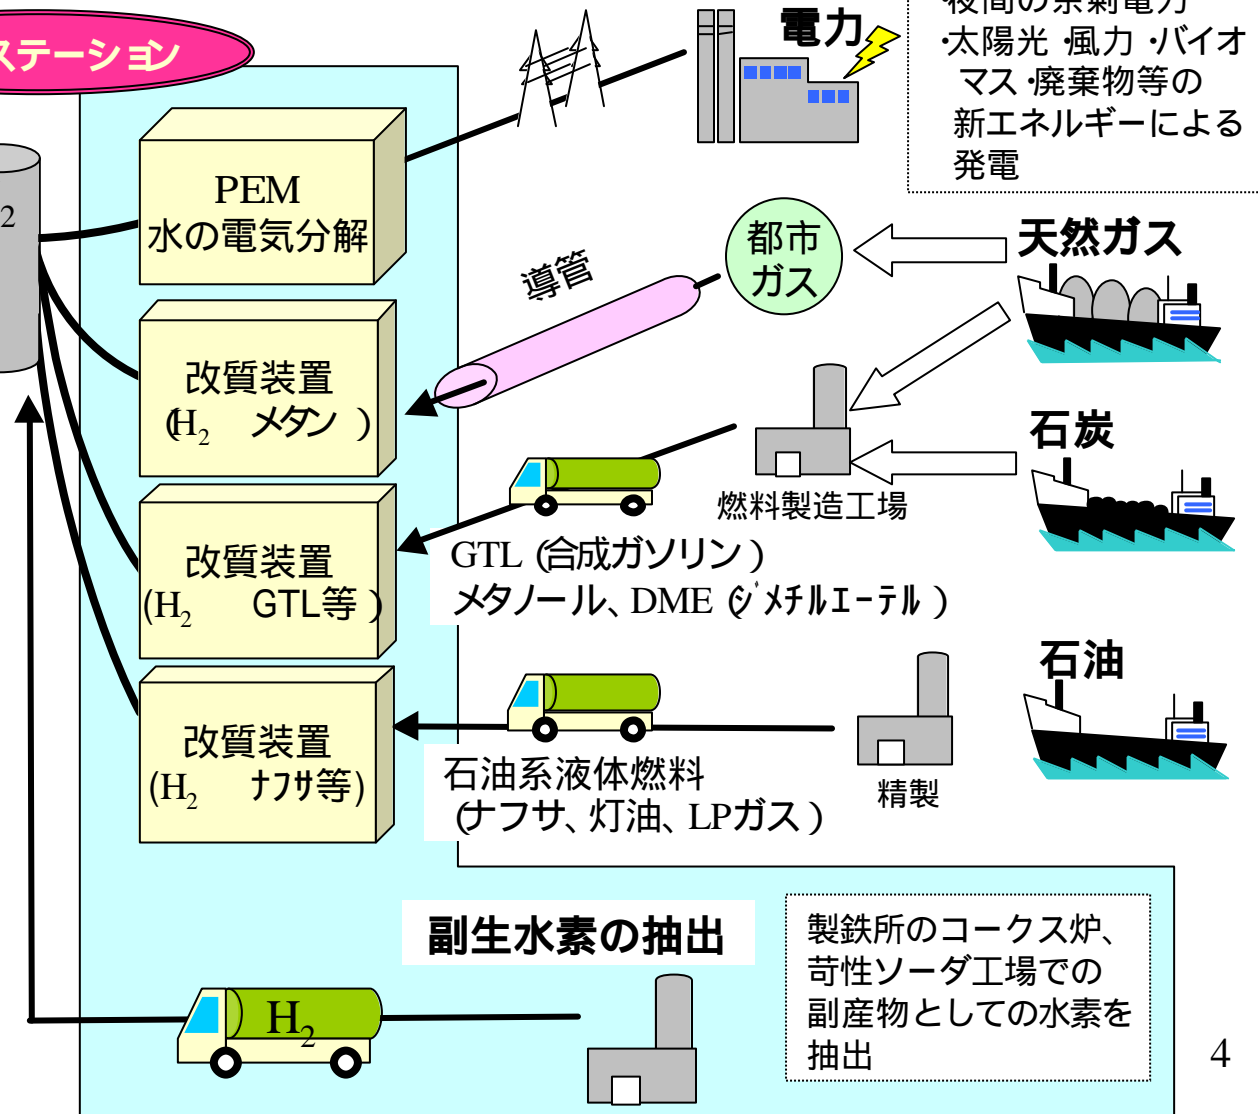 ステーション
電力
・夜間の余剰電力
・太陽光・風力・バイオ
マス・廃棄物等の
新エネルギーによる
発電
PEM
水の電気分解
2
導管
都市
ガス
天然ガス
改質装置
(H2 メタン)
石炭
燃料製造工場
改質装置
(H2 GTL等)
GTL(合成ガソリン)
メタノール、DME(ｼﾞﾒﾁﾙエーテル)
石油
改質装置
(H2 ナフサ等)
石油系液体燃料
(ナフサ、灯油、LPガス)
精製
副生水素の抽出
製鉄所のコークス炉、
苛性ソーダ工場での
副産物としての水素を
抽出
H2
4